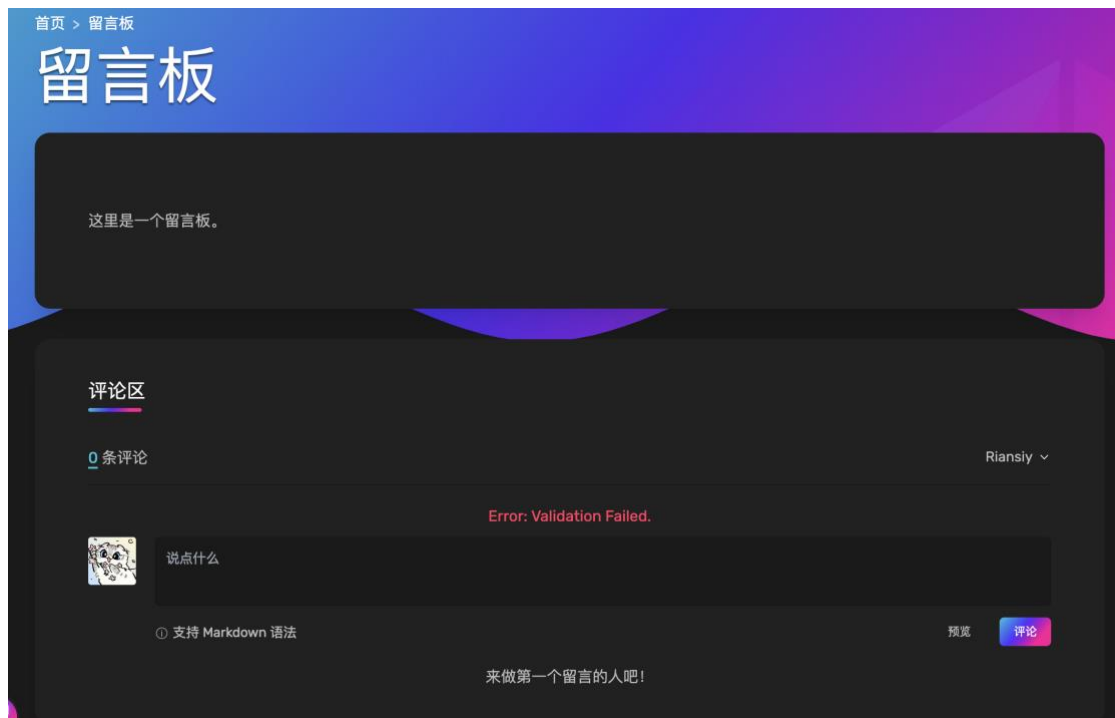 首页 > 留言板
留言板
这里是一个留言板。
评论区
0 条评论
Riansiy
Error: Validation Failed.
说点什么
支持 Markdown 语法
预览
评论
来做第一个留言的人吧！